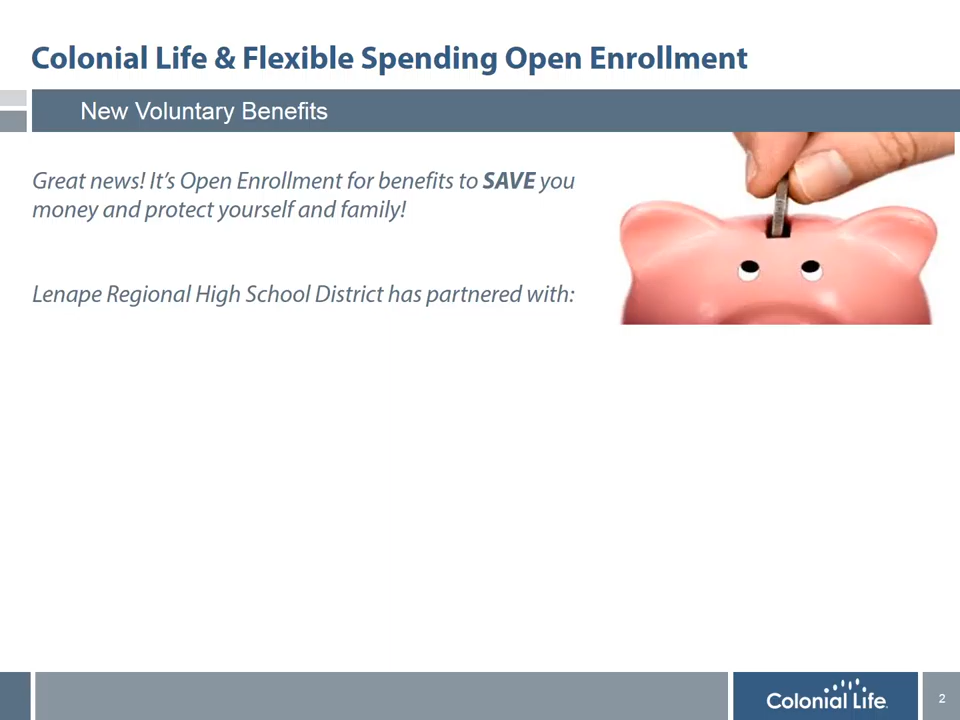 Colonial Life & Flexible Spending Open Enrollment
New Voluntary Benefits
Great news! It’s Open Enrollment for benefits to SAVE you
money and protect yourself and family!
Lenape Regional High School District has partnered with:
Colonial Life.
2